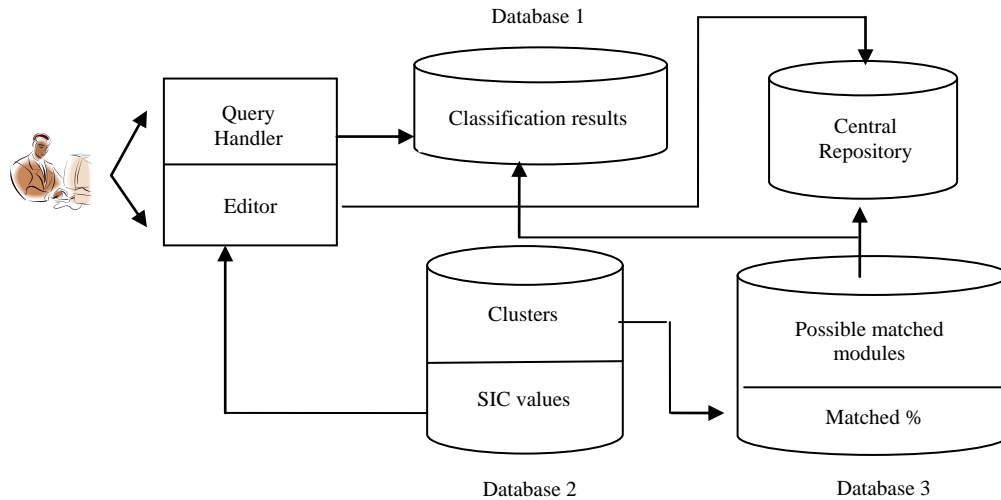 Database 1
Query
Handler
Classification results
Central
Repository
Editor
Clusters
Possible matched
modules
SIC values
Matched %
Database 2
Database 3